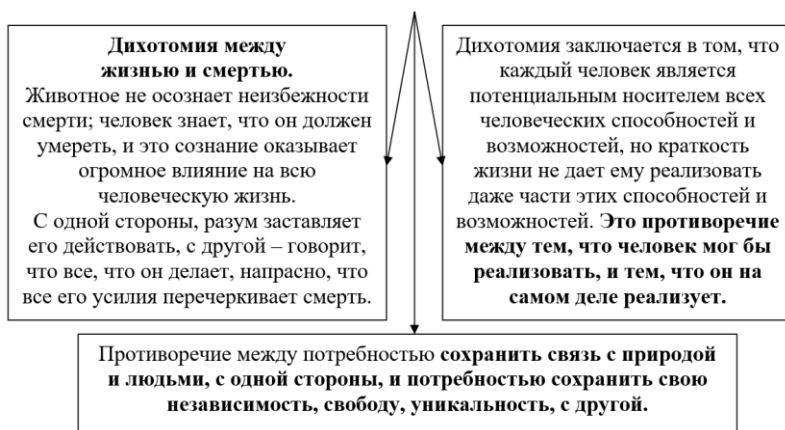 Дихотомия между
жизнью и смертью.
Животное не осознает неизбежности
смерти; человек знает, что он должен
умереть, и это сознание оказывает
огромное влияние на всю
человеческую жизнь.
С одной стороны, разум заставляет
его действовать, с другой – говорит,
что все, что он делает, напрасно, что
все его усилия перечеркивает смерть.
Дихотомия заключается в том, что
каждый человек является
потенциальным носителем всех
человеческих способностей и
возможностей, но краткость
жизни не дает ему реализовать
даже части этих способностей и
возможностей. Это противоречие
между тем, что человек мог бы
реализовать, и тем, что он на
самом деле реализует.
Противоречие между потребностью сохранить связь с природой
и людьми, с одной стороны, и потребностью сохранить свою
независимость, свободу, уникальность, с другой.